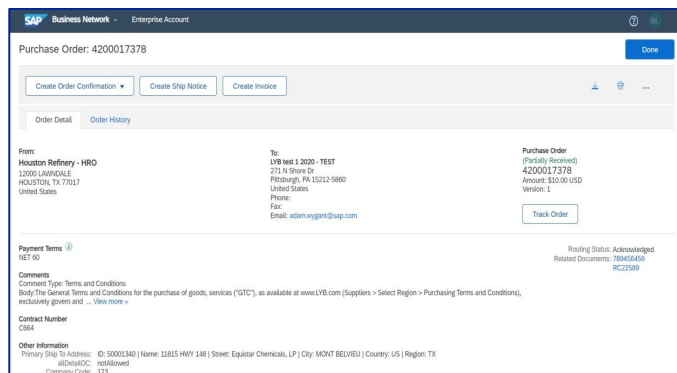 SAP Business Network Enterprise Account BL
Purchase Order: 4200017378
Done
Create Order Confirmation ▼ Create Ship Notice Create Invoice ...
Order Detail Order History
From:
Houston Refinery - HRO
12000 LAWNDALE
HOUSTON, TX 77017
United States
To:
LYB test 1 2020 - TEST
271 N Shore Dr
Pittsburgh, PA 15212-5860
United States
Phone:
Fax:
Email: adam.wygant@sap.com
Purchase Order
(Partially Received)
4200017378
Amount: $10.00 USD
Version: 1
Track Order
Payment Terms
NET 60
Routing Status: Acknowledged
Related Documents: 789456456
RC22589
Comments
Comment Type: Terms and Conditions
Body:The General Terms and Conditions for the purchase of goods, services ("GTC"), as available at www.LYB.com (Suppliers > Select Region > Purchasing Terms and Conditions),
exclusively govern and ... View more »
Contract Number
C664
Other Information
Primary Ship To Address: ID: 50001340 | Name: 11815 HWY 146 | Street: Equistar Chemicals, LP | City: MONT BELVIEU | Country: US | Region: TX
allDetailOC: notAllowed
Company Code: 123